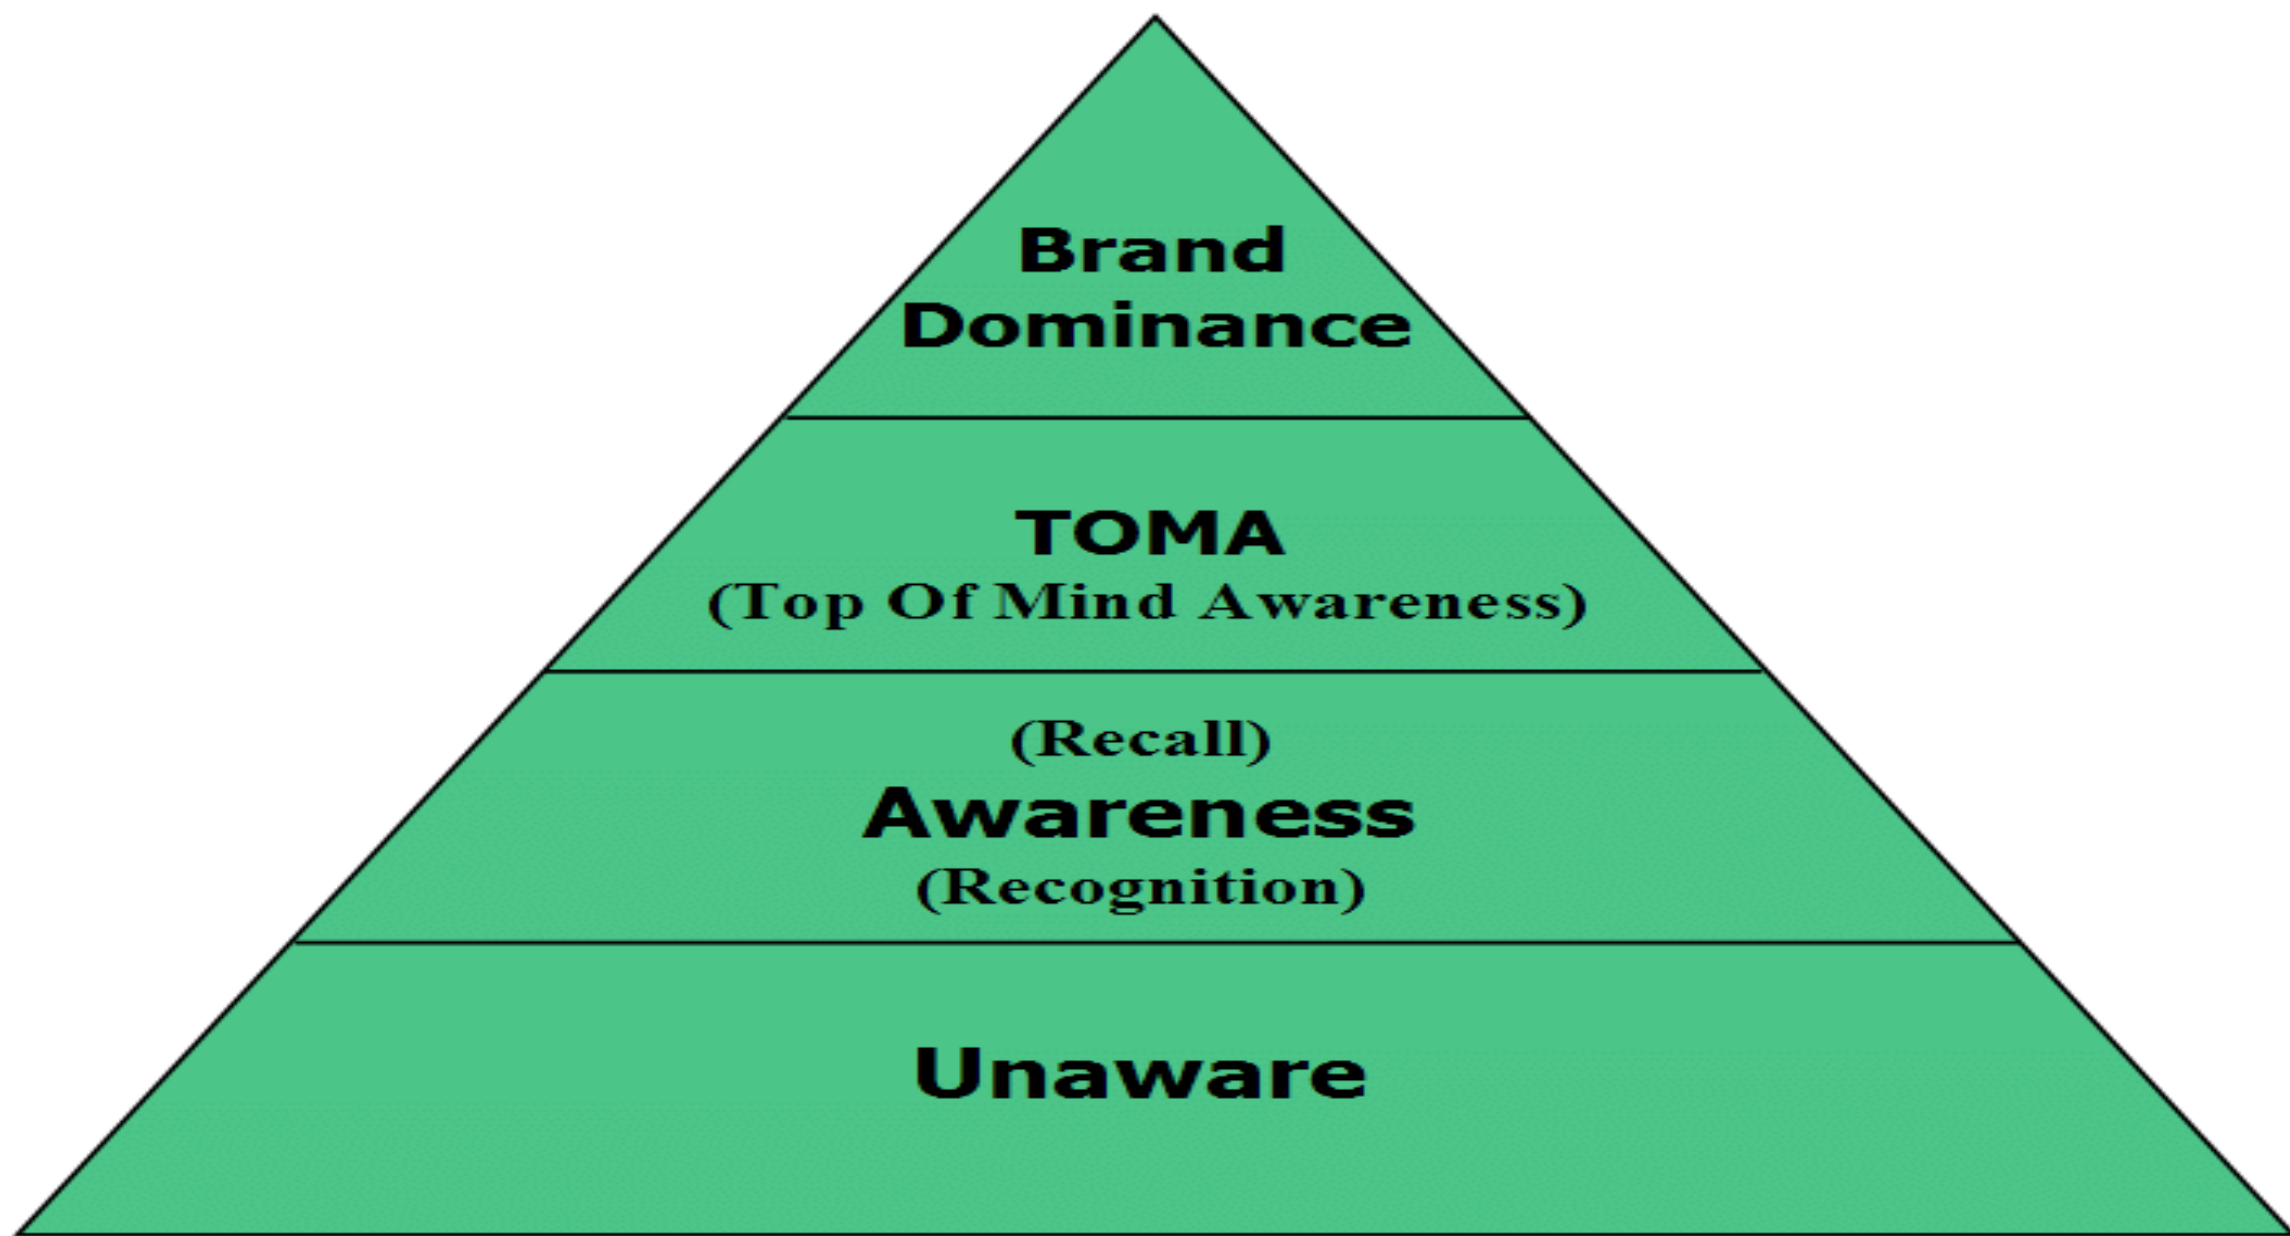 Brand
Dominance
TOMA
(Top Of Mind Awareness)
(Recall)
Awareness
(Recognition)
Unaware